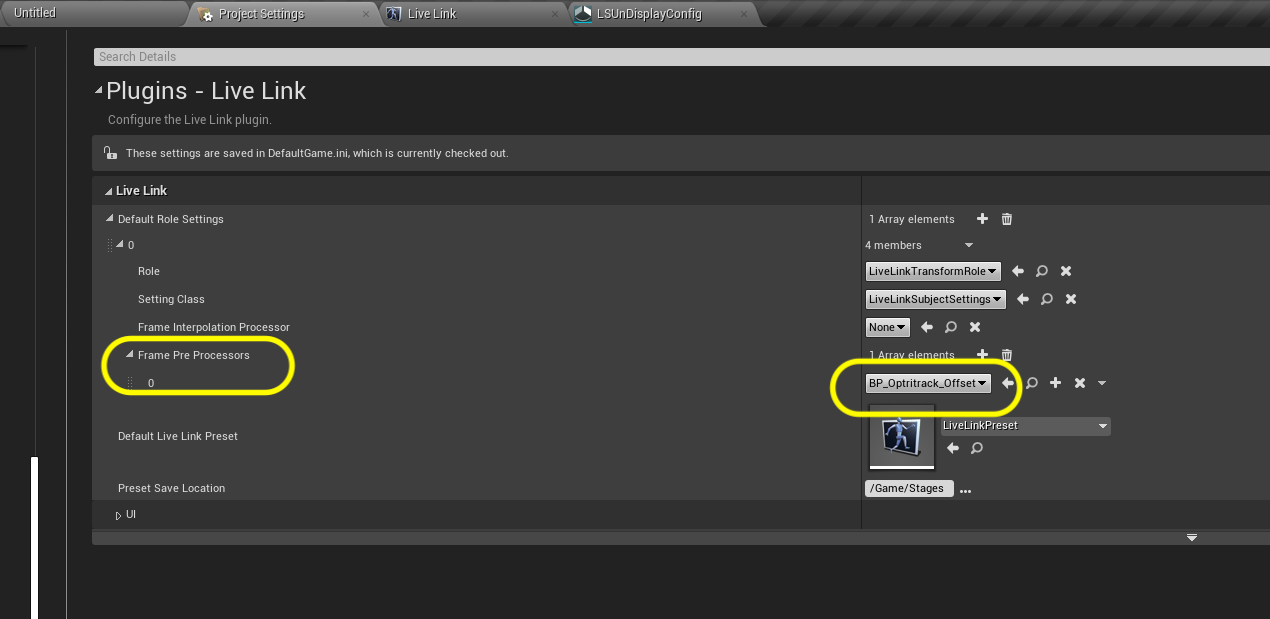 Untitled
Project Settings
Live Link
LSUnDisplayConfig
Search Details
Plugins - Live Link
Configure the Live Link plugin.
These settings are saved in DefaultGame.ini, which is currently checked out.
Live Link
Default Role Settings
1 Array elements
0
4 members
Role
LiveLinkTransformRole
Setting Class
LiveLinkSubjectSettings
Frame Interpolation Processor
None
Frame Pre Processors
1 Array elements
0
BP_Optritrack_Offset
Default Live Link Preset
LiveLinkPreset
Preset Save Location
/Game/Stages
...
UI